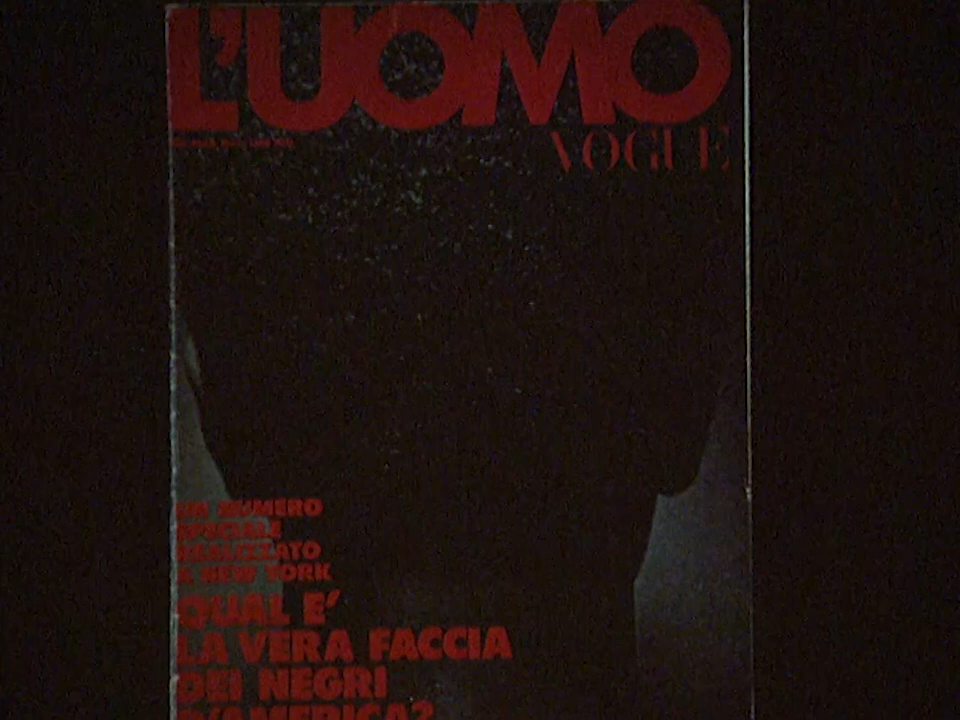 L'UOMO
VOGUE
UN NUMERO
SPECIALE
REALIZZATO
A NEW YORK
QUAL E'
LA VERA FACCIA
DEI NEGRI
D'AMERICA?